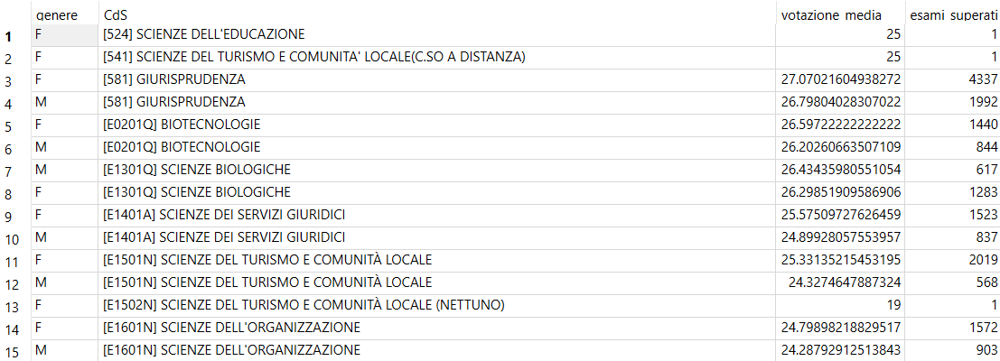 genere CdS votazione media esami superati
1 F [524] SCIENZE DELL'EDUCAZIONE 25 1
2 F [541] SCIENZE DEL TURISMO E COMUNITA' LOCALE(C.SO A DISTANZA) 25 1
3 F [581] GIURISPRUDENZA 27.07021604938272 4337
4 M [581] GIURISPRUDENZA 26.79804028307022 1992
5 F [E0201Q] BIOTECNOLOGIE 26.59722222222222 1440
6 M [E0201Q] BIOTECNOLOGIE 26.20260663507109 844
7 M [E1301Q] SCIENZE BIOLOGICHE 26.43435980551054 617
8 F [E1301Q] SCIENZE BIOLOGICHE 26.29851909586906 1283
9 F [E1401A] SCIENZE DEI SERVIZI GIURIDICI 25.57509727626459 1523
10 M [E1401A] SCIENZE DEI SERVIZI GIURIDICI 24.89928057553957 837
11 F [E1501N] SCIENZE DEL TURISMO E COMUNITÀ LOCALE 25.33135215453195 2019
12 M [E1501N] SCIENZE DEL TURISMO E COMUNITÀ LOCALE 24.3274647887324 568
13 F [E1502N] SCIENZE DEL TURISMO E COMUNITÀ LOCALE (NETTUNO) 19 1
14 F [E1601N] SCIENZE DELL'ORGANIZZAZIONE 24.79898218829517 1572
15 M [E1601N] SCIENZE DELL'ORGANIZZAZIONE 24.28792912513843 903